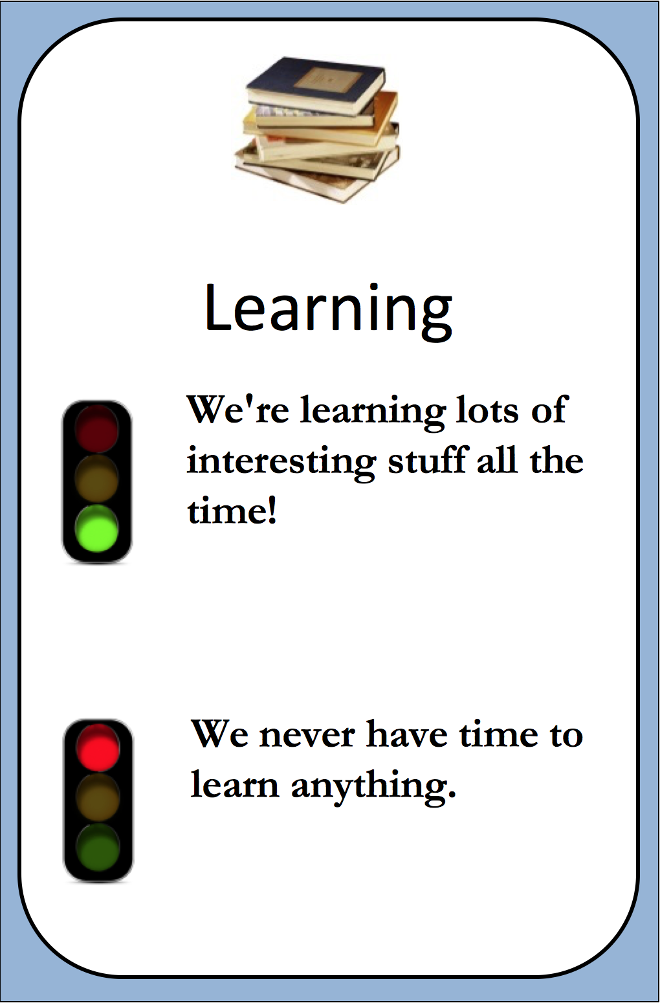 Learning
We're learning lots of
interesting stuff all the
time!
We never have time to
learn anything.